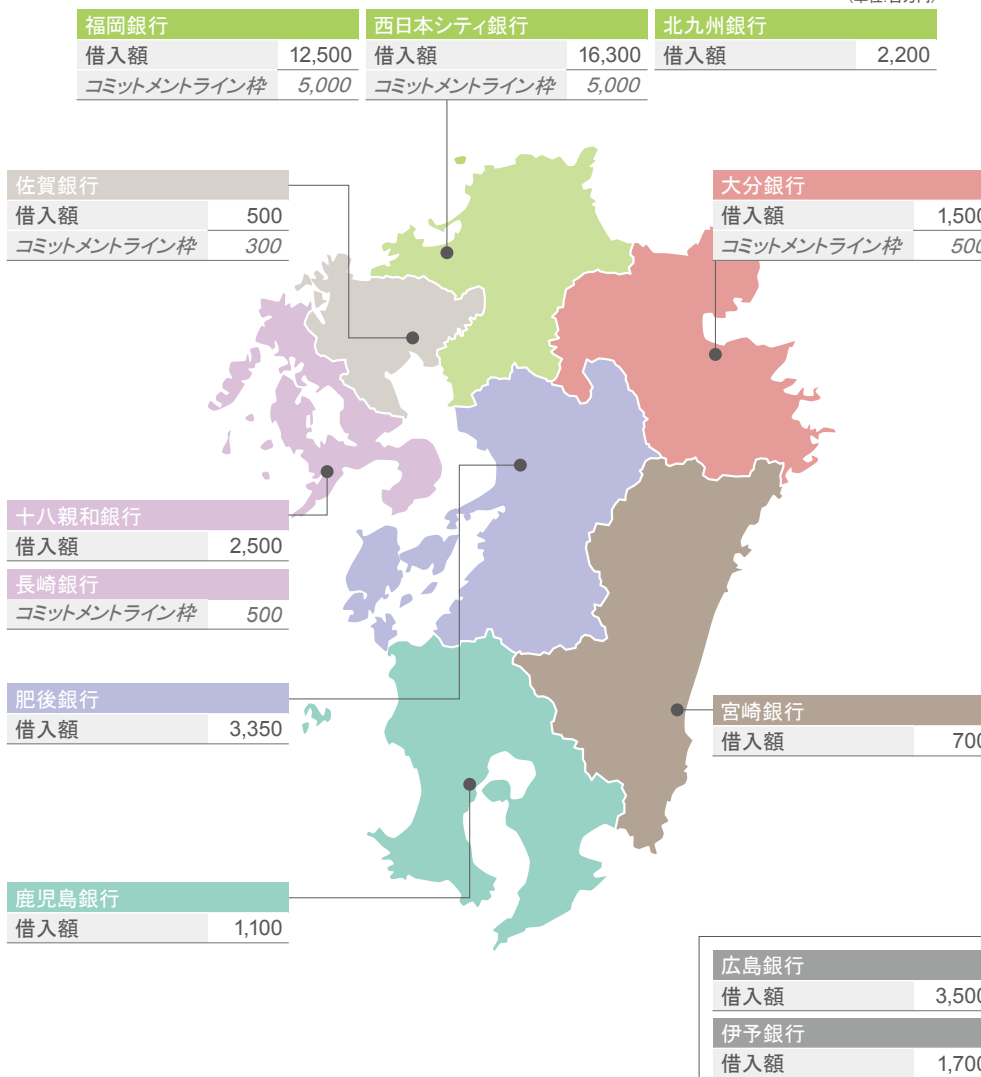 福岡銀行
借入額 12,500
コミットメントライン枠 5,000
西日本シティ銀行
借入額 16,300
コミットメントライン枠 5,000
北九州銀行
借入額 2,200
佐賀銀行
借入額 500
コミットメントライン枠 300
大分銀行
借入額 1,500
コミットメントライン枠 500
十八親和銀行
借入額 2,500
長崎銀行
コミットメントライン枠 500
肥後銀行
借入額 3,350
宮崎銀行
借入額 700
鹿児島銀行
借入額 1,100
広島銀行
借入額 3,500
伊予銀行
借入額 1,700